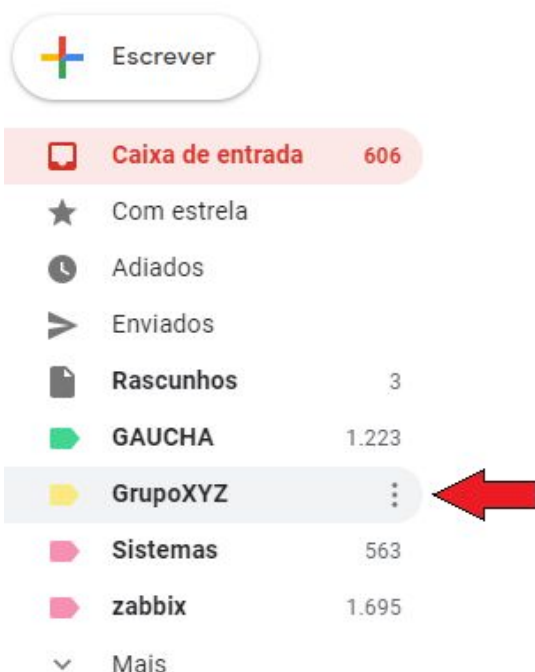 Escrever
Caixa de entrada 606
Com estrela
Adiados
Enviados
Rascunhos 3
GAUCHA 1.223
GrupoXYZ
Sistemas 563
zabbix 1.695
Mais